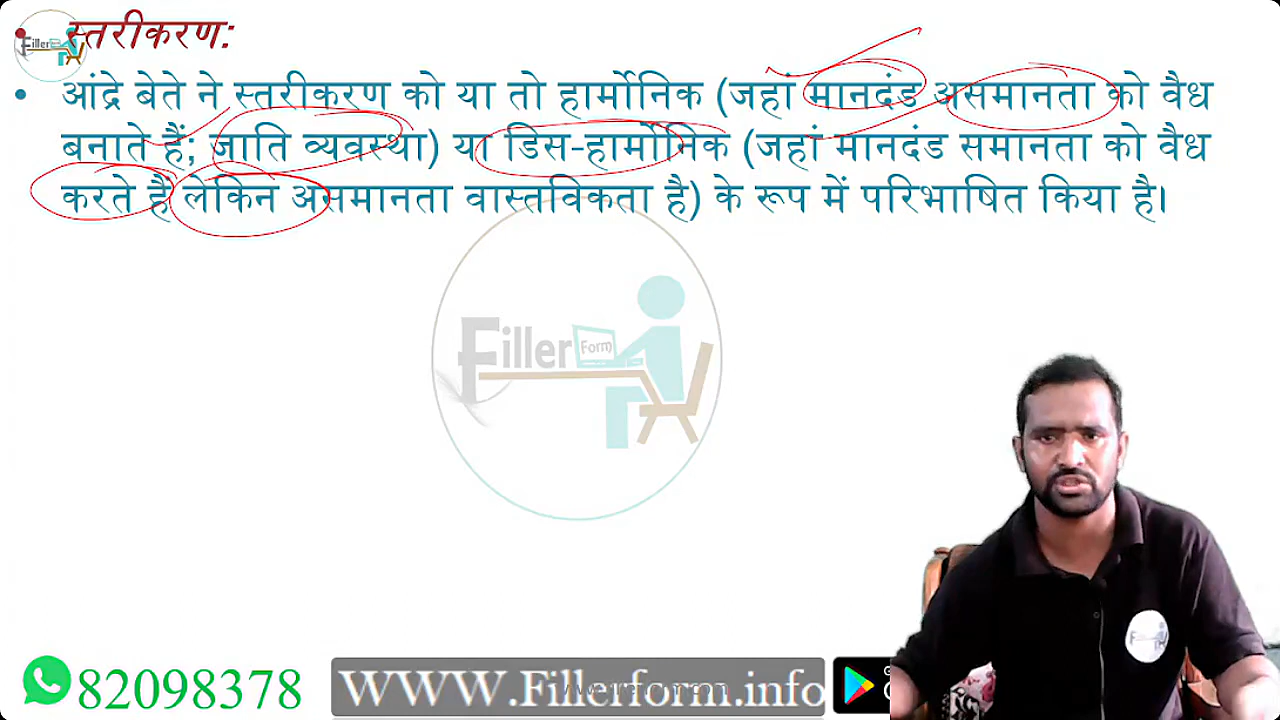 स्तरीकरण:
• आंद्रे बेते ने स्तरीकरण को या तो हार्मोनिक (जहां मानदंड असमानता को वैध
बनाते हैं; जाति व्यवस्था) या डिस-हार्मोनिक (जहां मानदंड समानता को वैध
करते हैं लेकिन असमानता वास्तविकता है) के रूप में परिभाषित किया है।
Filler Form
82098378
WWW.Fillerform.info